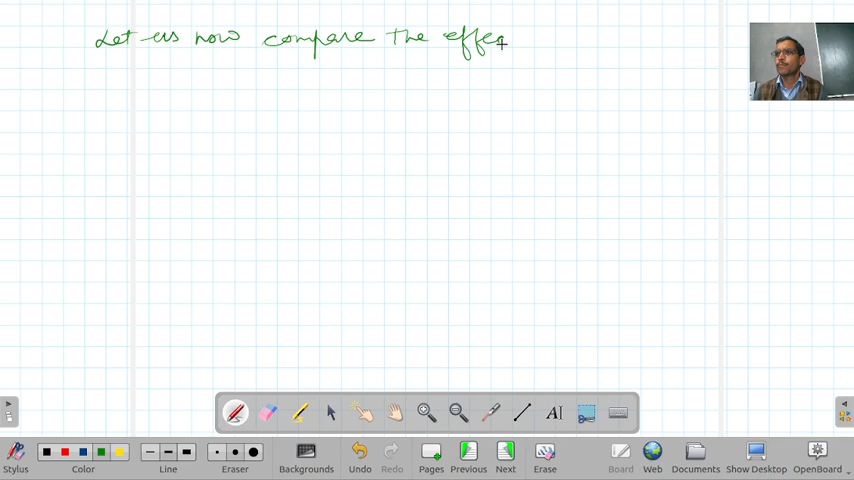 Let us now compare the effec
Stylus
Color
Line
Eraser
Backgrounds
Undo
Redo
Pages
Previous
Next
Erase
Board
Web
Documents
Show Desktop
OpenBoard